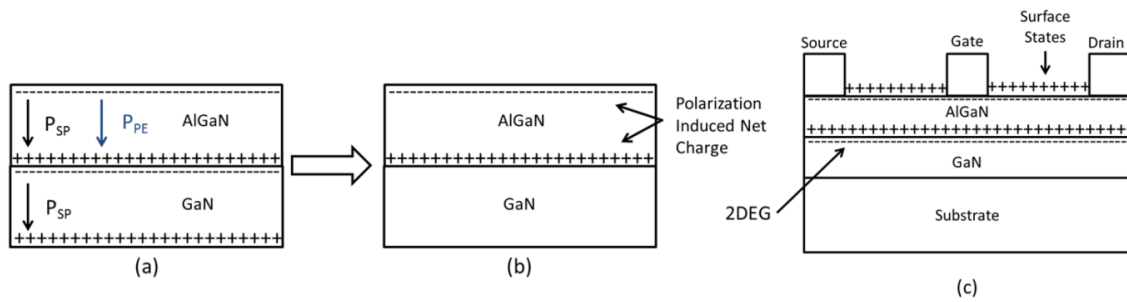 P_SP
P_PE
AlGaN
P_SP
GaN
(a)
AlGaN
GaN
Polarization
Induced Net
Charge
(b)
Source
Gate
Surface
States
Drain
AlGaN
GaN
2DEG
Substrate
(c)